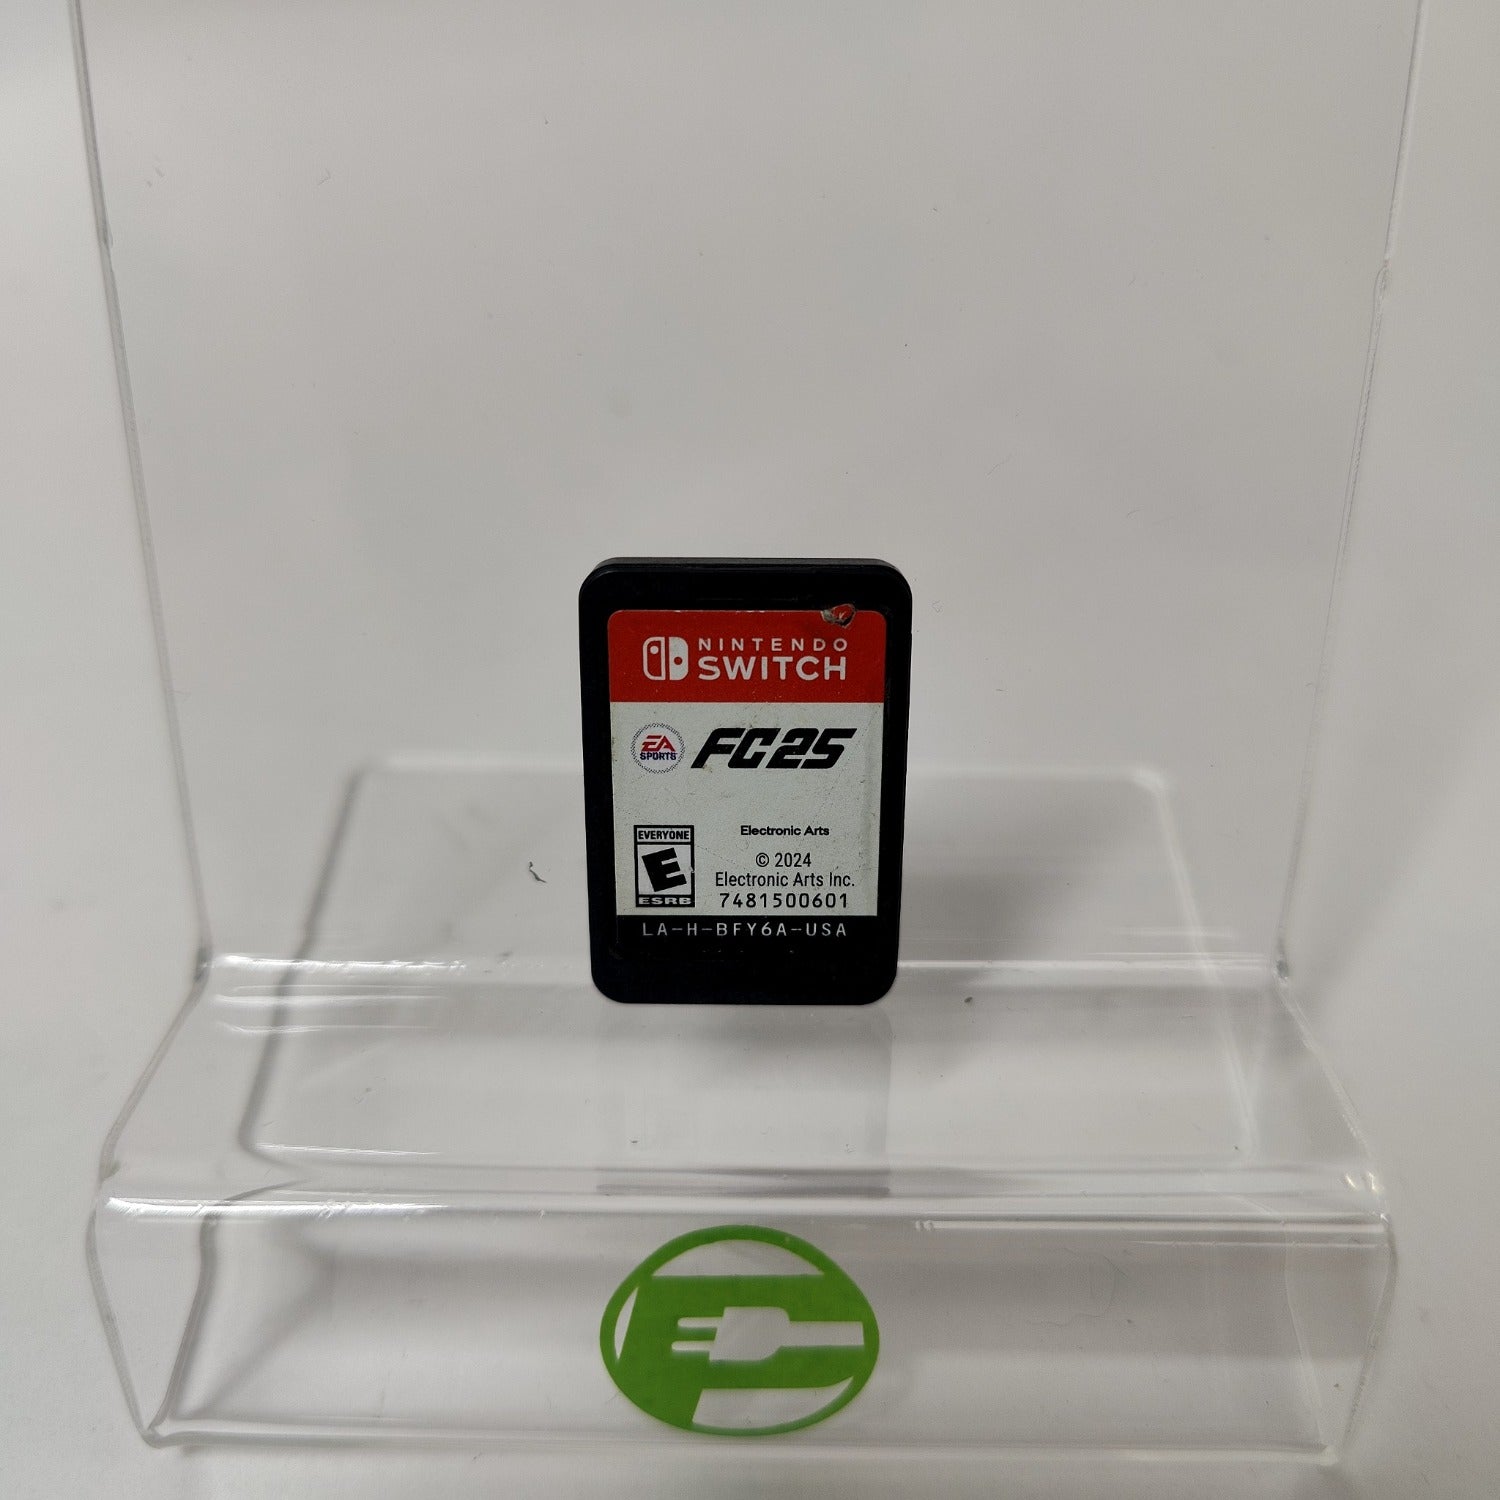 NINTENDO
SWITCH
EA
SPORTS
FC25
EVERYONE
E
ESRB
Electronic Arts
© 2024
Electronic Arts Inc.
7481500601
LA-H-BFY6A-USA